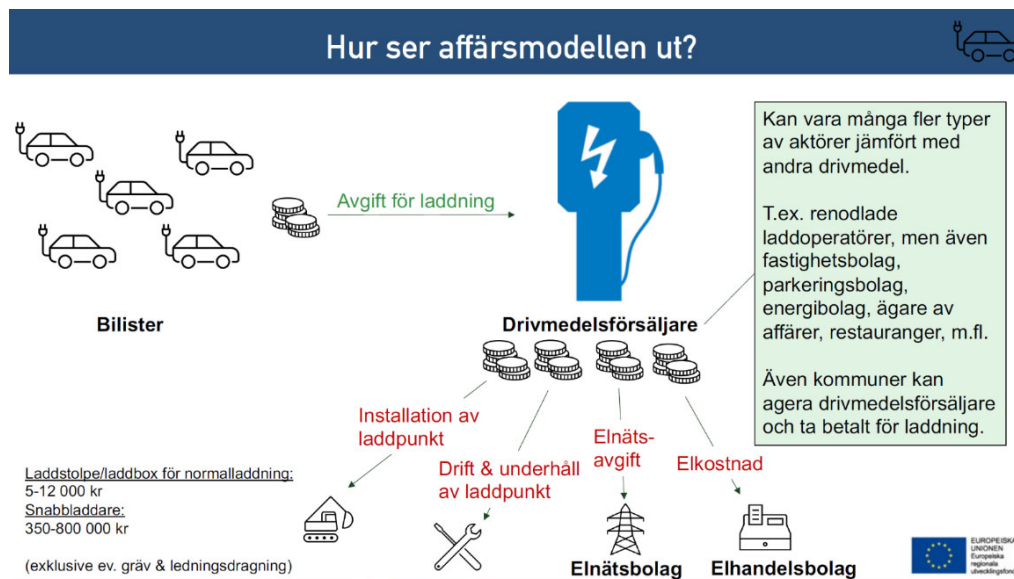 Hur ser affärsmodellen ut?
Avgift för laddning
Bilister
Drivmedelsförsäljare
Kan vara många fler typer
av aktörer jämfört med
andra drivmedel.
T.ex. renodlade
laddoperatörer, men även
fastighetsbolag,
parkeringsbolag,
energibolag, ägare av
affärer, restauranger, m.fl.
Även kommuner kan
agera drivmedelsförsäljare
och ta betalt för laddning.
Installation av
laddpunkt
Drift & underhåll
av laddpunkt
Elnäts-
avgift
Elkostnad
Laddstolpe/laddbox för normalladdning:
5-12 000 kr
Snabbladdare:
350-800 000 kr
(exklusive ev. gräv & ledningsdragning)
Elnätsbolag
Elhandelsbolag
EUROPEISKA
UNIONEN
Europeiska
regionala
utvecklingsfonden